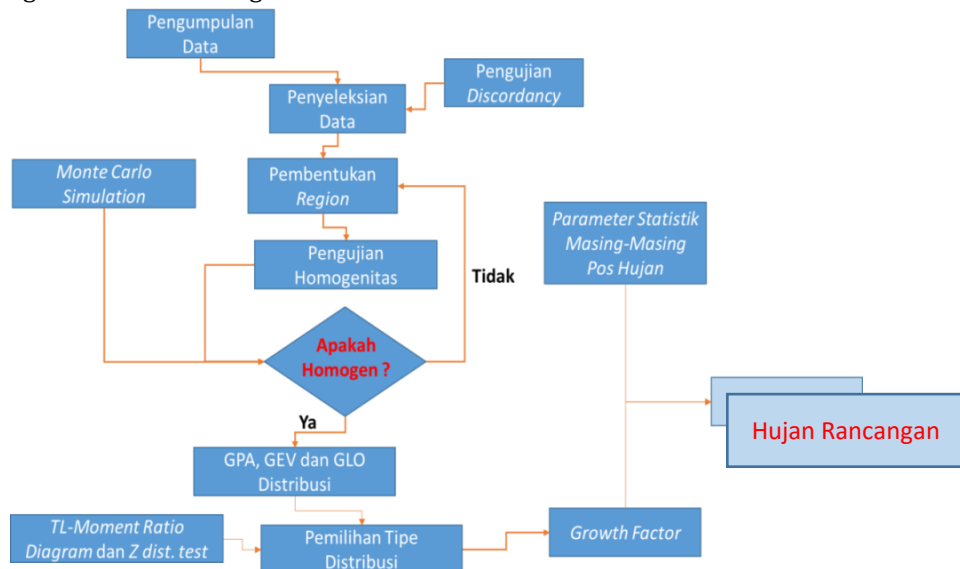 Pengumpulan
Data
Pengujian
Discordancy
Penyeleksian
Data
Monte Carlo
Simulation
Pembentukan
Region
Parameter Statistik
Masing-Masing
Pos Hujan
Pengujian
Homogenitas
Tidak
Apakah
Homogen ?
Ya
Hujan Rancangan
GPA, GEV dan GLO
Distribusi
TL-Moment Ratio
Diagram dan Z dist. test
Pemilihan Tipe
Distribusi
Growth Factor